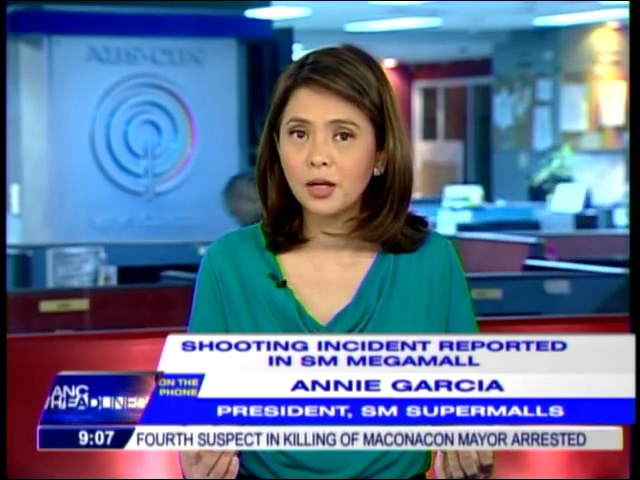 ABS-CBN
SHOOTING INCIDENT REPORTED
IN SM MEGAMALL
ON THE
PHONE
ANNIE GARCIA
ANC
HEADLINES
PRESIDENT, SM SUPERMALLS
9:07
FOURTH SUSPECT IN KILLING OF MACONACON MAYOR ARRESTED